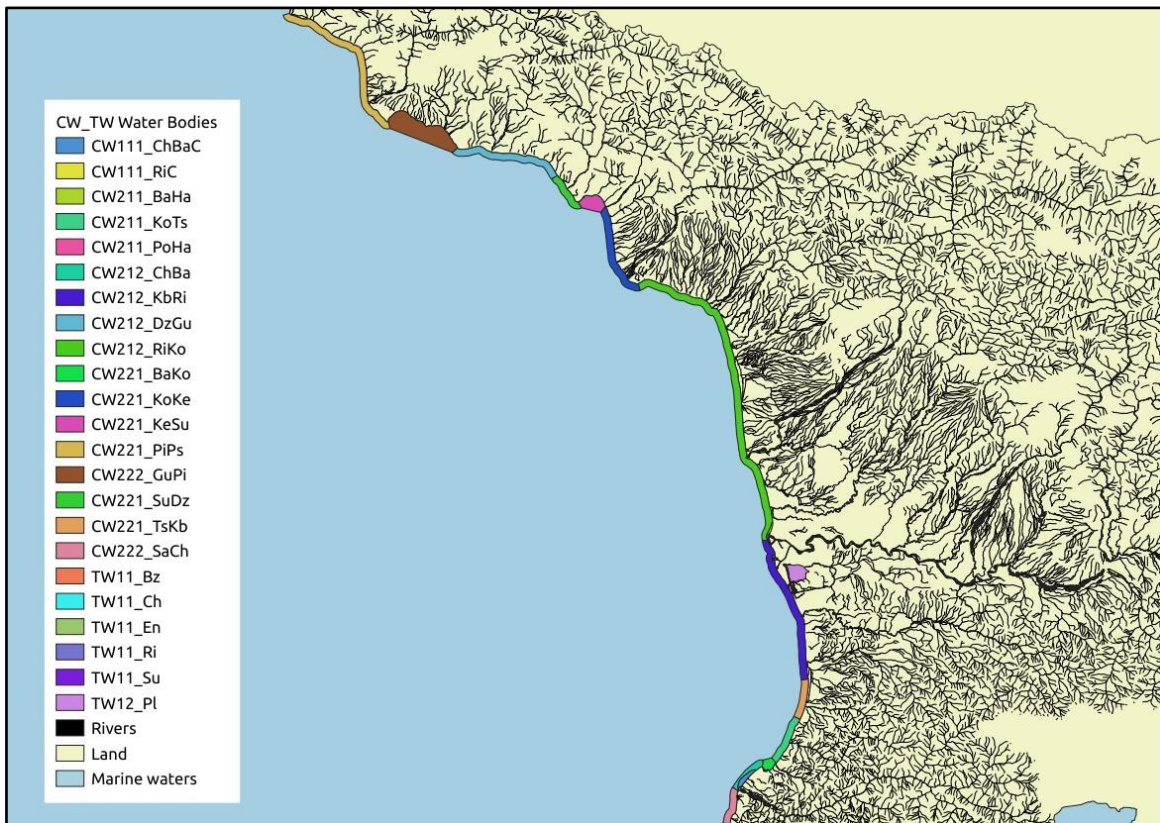 CW_TW Water Bodies
CW111_ChBaC
CW111_RiC
CW211_BaHa
CW211_KoTs
CW211_PoHa
CW212_ChBa
CW212_KbRi
CW212_DzGu
CW212_RiKo
CW221_BaKo
CW221_KoKe
CW221_KeSu
CW221_PiPs
CW222_GuPi
CW221_SuDz
CW221_TsKb
CW222_SaCh
TW11_Bz
TW11_Ch
TW11_En
TW11_Ri
TW11_Su
TW12_Pl
Rivers
Land
Marine waters